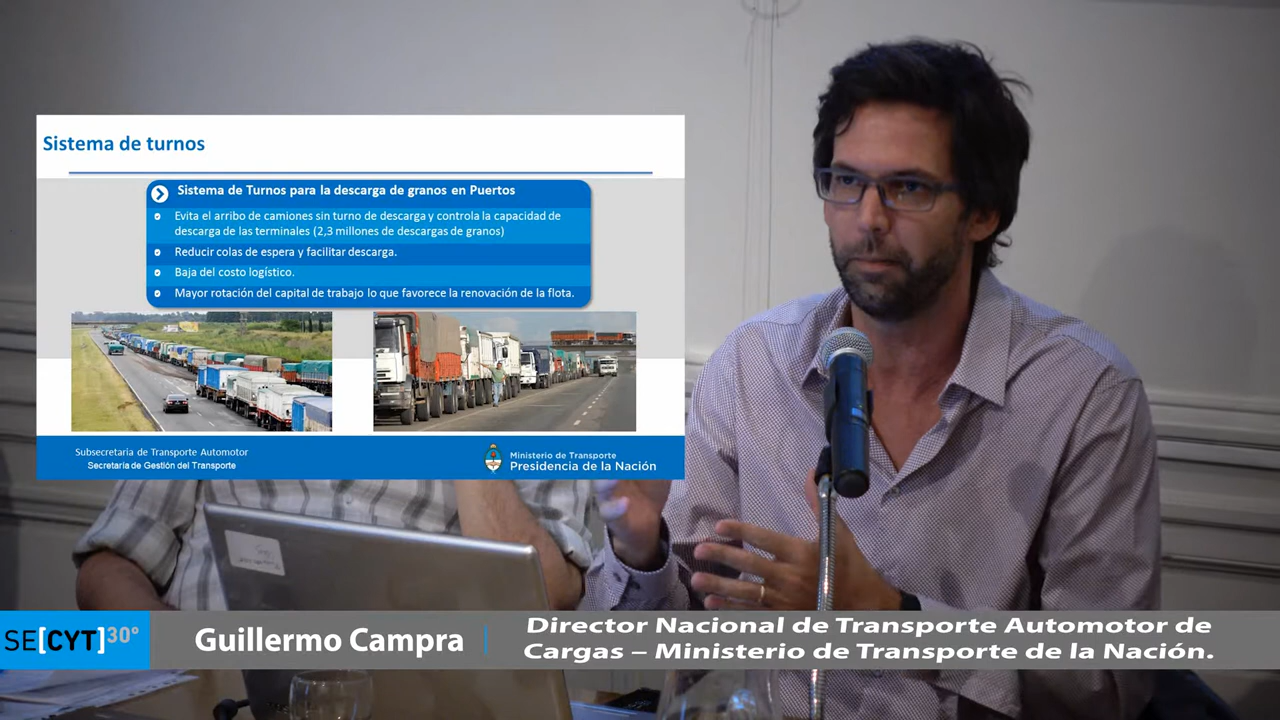 Sistema de turnos
Sistema de Turnos para la descarga de granos en Puertos
Evita el arribo de camiones sin turno de descarga y controla la capacidad de
descarga de las terminales (2,3 millones de descargas de granos)
Reducir colas de espera y facilitar descarga.
Baja del costo logístico.
Mayor rotación del capital de trabajo lo que favorece la renovación de la flota.
Subsecretaria de Transporte Automotor
Secretaría de Gestión del Transporte
Ministerio de Transporte
Presidencia de la Nación
SE[CYT]30º
Guillermo Campra
Director Nacional de Transporte Automotor de
Cargas – Ministerio de Transporte de la Nación.